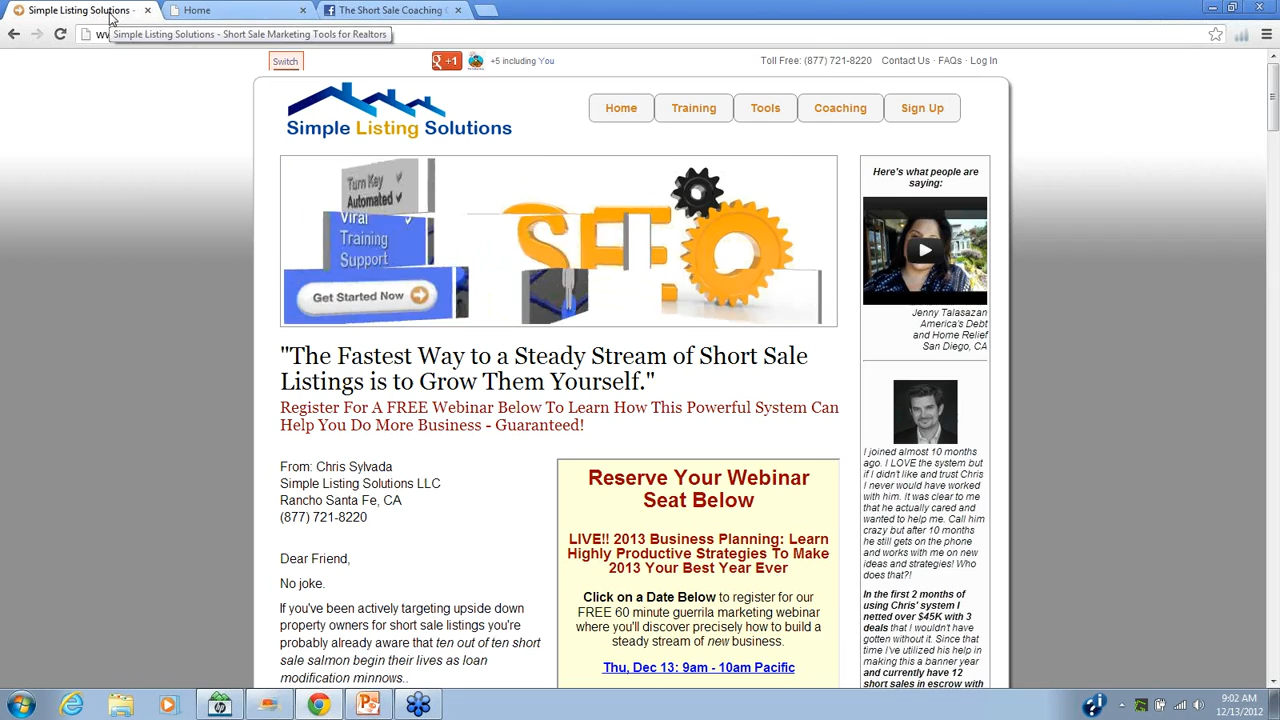 Simple Listing Solutions -
Home
The Short Sale Coaching
Simple Listing Solutions - Short Sale Marketing Tools for Realtors
Switch
g +1
+5 including You
Toll Free: (877) 721-8220 Contact Us · FAQs · Log In
Simple Listing Solutions
Home
Training
Tools
Coaching
Sign Up
Turn Key
Automated ✓
Viral
Training
Support
Get Started Now
SEO
Here's what people are
saying:
Jenny Talasazan
America's Debt
and Home Relief
San Diego, CA
"The Fastest Way to a Steady Stream of Short Sale
Listings is to Grow Them Yourself."
Register For A FREE Webinar Below To Learn How This Powerful System Can
Help You Do More Business - Guaranteed!
From: Chris Sylvada
Simple Listing Solutions LLC
Rancho Santa Fe, CA
(877) 721-8220
Dear Friend,
No joke.
If you've been actively targeting upside down
property owners for short sale listings you're
probably already aware that ten out of ten short
sale salmon begin their lives as loan
modification minnows..
Reserve Your Webinar
Seat Below
LIVE!! 2013 Business Planning: Learn
Highly Productive Strategies To Make
2013 Your Best Year Ever
Click on a Date Below to register for our
FREE 60 minute guerrila marketing webinar
where you'll discover precisely how to build a
steady stream of new business.
Thu, Dec 13: 9am - 10am Pacific
I joined almost 10 months
ago. I LOVE the system but
if I didn't like and trust Chris
I never would have worked
with him. It was clear to me
that he actually cared and
wanted to help me. Call him
crazy but after 10 months
he still gets on the phone
and works with me on new
ideas and strategies! Who
does that?!
In the first 2 months of
using Chris' system I
netted over $45K with 3
deals that I wouldn't have
gotten without it. Since that
time I've utilized his help in
making this a banner year
and currently have 12
short sales in escrow with
9:02 AM
12/13/2012